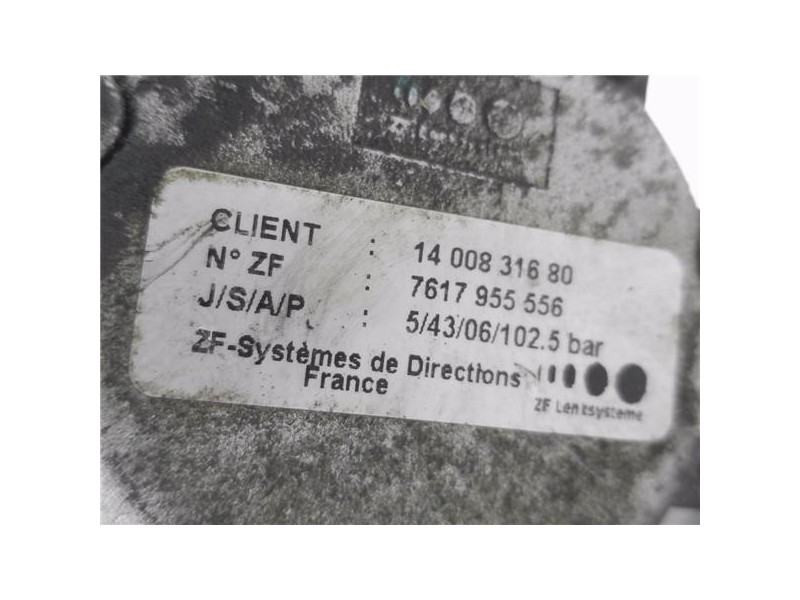 CLIENT : 14 008 316 80
N° ZF : 7617 955 556
J/S/A/P : 5/43/06/102.5 bar
ZF-Systèmes de Directions
France
ZF Lenksysteme